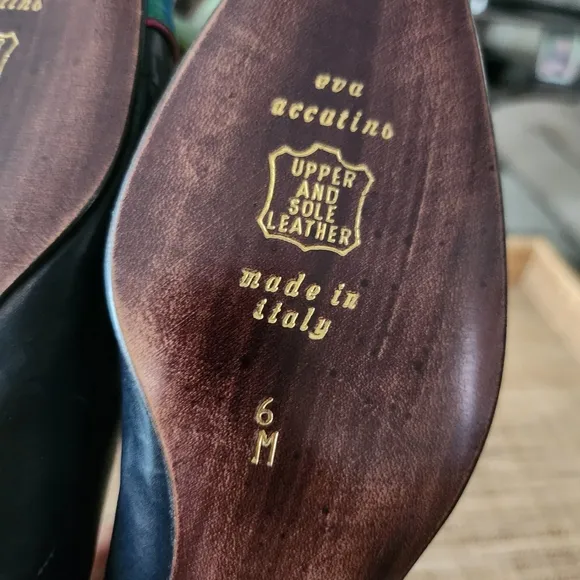 eva
accatino
UPPER
AND
SOLE
LEATHER
made in
italy
6
M